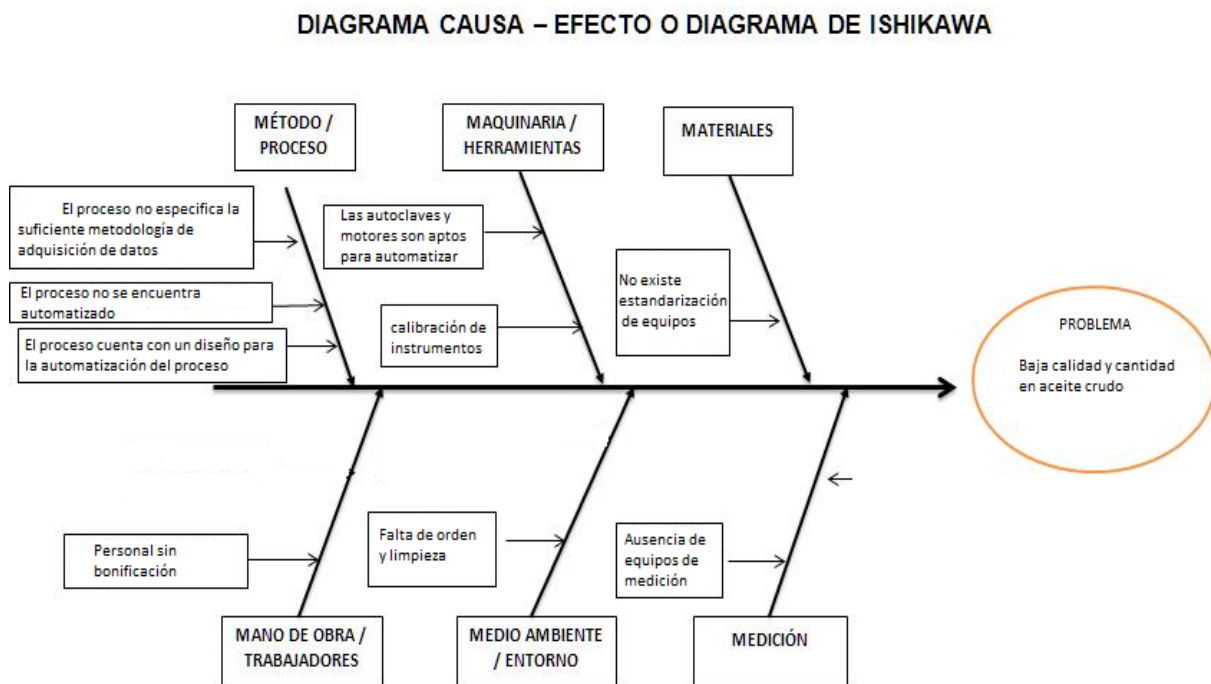 DIAGRAMA CAUSA – EFECTO O DIAGRAMA DE ISHIKAWA
MÉTODO /
PROCESO
MAQUINARIA /
HERRAMIENTAS
MATERIALES
El proceso no especifica la
suficiente metodología de
adquisición de datos
Las autoclaves y
motores son aptos
para automatizar
No existe
estandarización
de equipos
El proceso no se encuentra
automatizado
calibración de
instrumentos
El proceso cuenta con un diseño para
la automatización del proceso
PROBLEMA
Baja calidad y cantidad
en aceite crudo
Personal sin
bonificación
Falta de orden
y limpieza
Ausencia de
equipos de
medición
MANO DE OBRA /
TRABAJADORES
MEDIO AMBIENTE
/ ENTORNO
MEDICIÓN